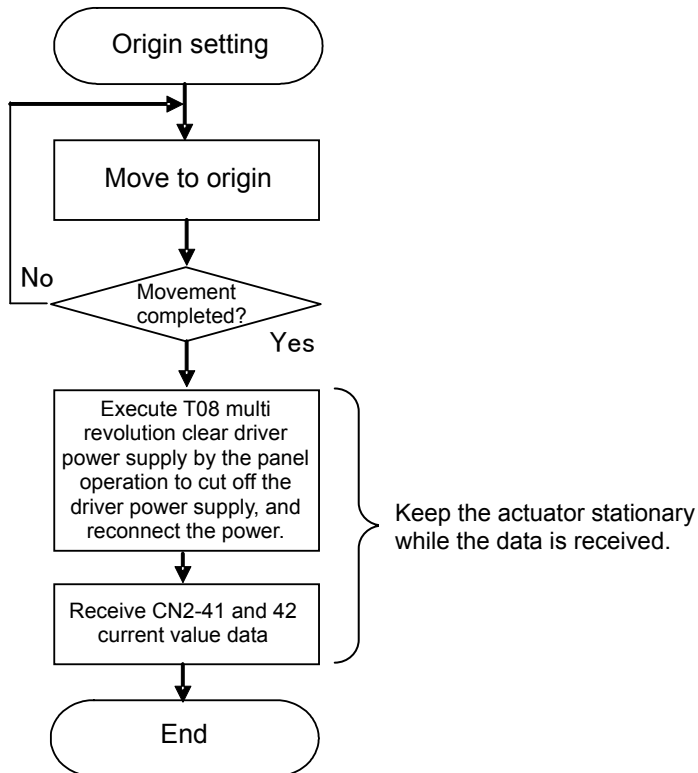 Origin setting
Move to origin
No
Movement
completed?
Yes
Execute T08 multi
revolution clear driver
power supply by the panel
operation to cut off the
driver power supply, and
reconnect the power.
Keep the actuator stationary
while the data is received.
Receive CN2-41 and 42
current value data
End